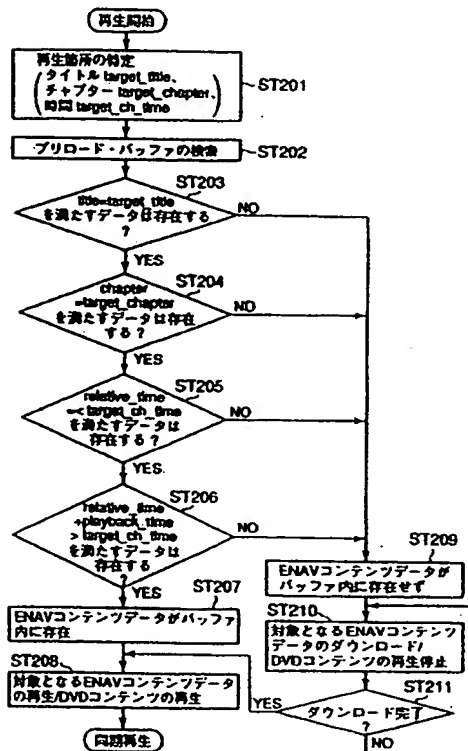 再生開始
再生箇所の特定
タイトル target_title、
チャプター target_chapter、
時間 target_ch_time
ST201
プリロード・バッファの検索
ST202
ST203
title=target_title
を満たすデータは存在する
?
NO
YES
ST204
chapter
=target_chapter
を満たすデータは存在
する?
NO
YES
ST205
relative_time
=< target_ch_time
を満たすデータは
存在する?
NO
YES
ST206
relative_time
+playback_time
> target_ch_time
を満たすデータは
存在する
?
NO
YES
ST207
ENAVコンテンツデータがバッファ
内に存在
ST208
対象となるENAVコンテンツデータ
の再生/DVDコンテンツの再生
同期再生
ST209
ENAVコンテンツデータが
バッファ内に存在せず
ST210
対象となるENAVコンテンツ
データのダウンロード/
DVDコンテンツの再生停止
ST211
YES
ダウンロード完了
?
NO